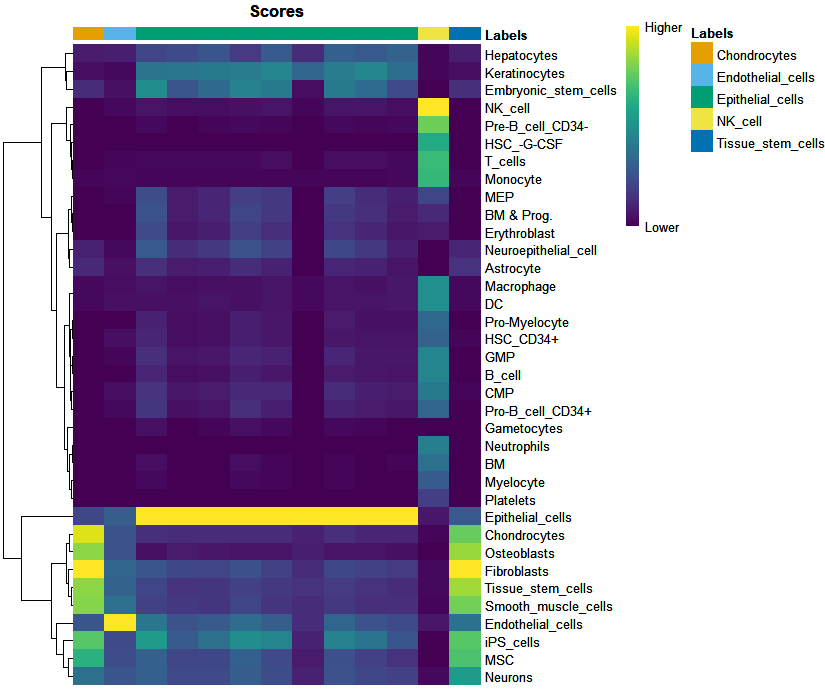 Scores
Labels
Hepatocytes
Keratinocytes
Embryonic_stem_cells
NK_cell
Pre-B_cell_CD34-
HSC_-G-CSF
T_cells
Monocyte
MEP
BM & Prog.
Erythroblast
Neuroepithelial_cell
Astrocyte
Macrophage
DC
Pro-Myelocyte
HSC_CD34+
GMP
B_cell
CMP
Pro-B_cell_CD34+
Gametocytes
Neutrophils
BM
Myelocyte
Platelets
Epithelial_cells
Chondrocytes
Osteoblasts
Fibroblasts
Tissue_stem_cells
Smooth_muscle_cells
Endothelial_cells
iPS_cells
MSC
Neurons
Higher
Lower
Labels
Chondrocytes
Endothelial_cells
Epithelial_cells
NK_cell
Tissue_stem_cells